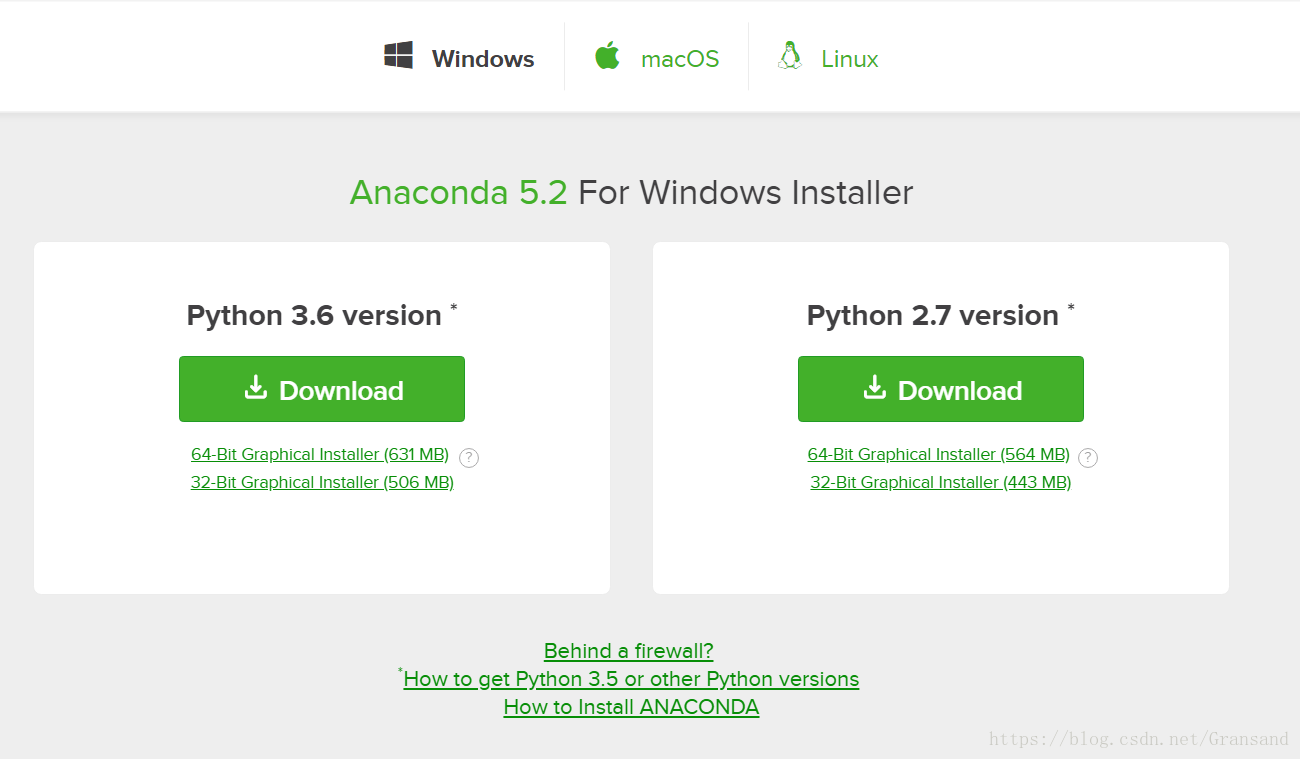 Windows macOS Linux
Anaconda 5.2 For Windows Installer
Python 3.6 version *
Download
64-Bit Graphical Installer (631 MB) ?
32-Bit Graphical Installer (506 MB)
Python 2.7 version *
Download
64-Bit Graphical Installer (564 MB) ?
32-Bit Graphical Installer (443 MB)
Behind a firewall?
*How to get Python 3.5 or other Python versions
How to Install ANACONDA
https://blog.csdn.net/Gransand